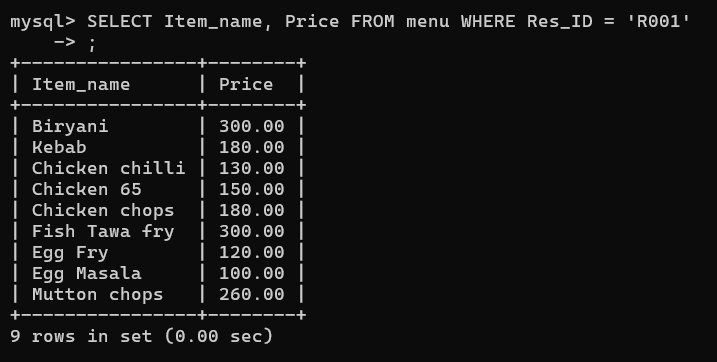 mysql> SELECT Item_name, Price FROM menu WHERE Res_ID = 'R001'
    -> ;
+----------------+--------+
| Item_name      | Price  |
+----------------+--------+
| Biryani        | 300.00 |
| Kebab          | 180.00 |
| Chicken chilli | 130.00 |
| Chicken 65     | 150.00 |
| Chicken chops  | 180.00 |
| Fish Tawa fry  | 300.00 |
| Egg Fry        | 120.00 |
| Egg Masala     | 100.00 |
| Mutton chops   | 260.00 |
+----------------+--------+
9 rows in set (0.00 sec)